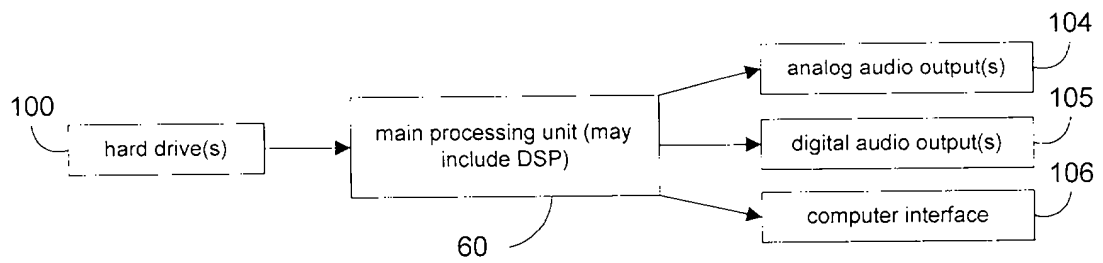 104
analog audio output(s)
100
105
hard drive(s)
main processing unit (may
include DSP)
digital audio output(s)
106
computer interface
60